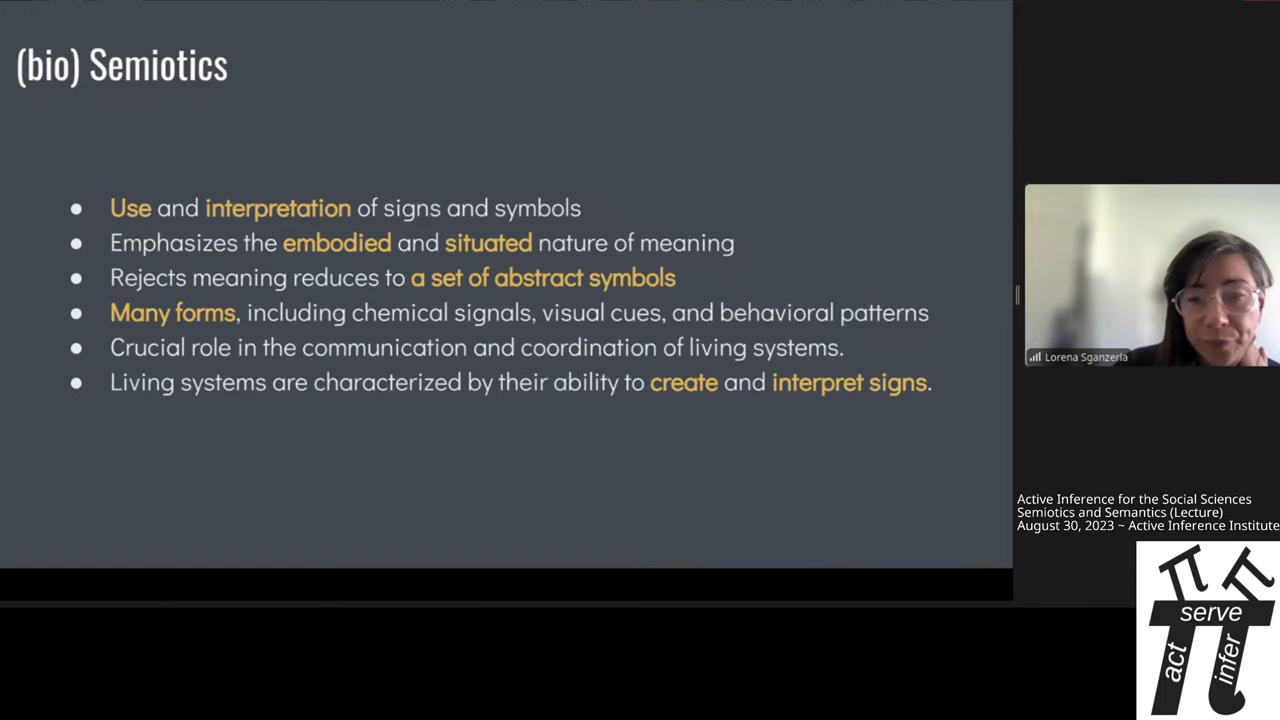 (bio) Semiotics
Use and interpretation of signs and symbols
Emphasizes the embodied and situated nature of meaning
Rejects meaning reduces to a set of abstract symbols
Many forms, including chemical signals, visual cues, and behavioral patterns
Crucial role in the communication and coordination of living systems.
Living systems are characterized by their ability to create and interpret signs.
Lorena Sganzerla
Active Inference for the Social Sciences
Semiotics and Semantics (Lecture)
August 30, 2023 ~ Active Inference Institute
π π
serve
act
infer